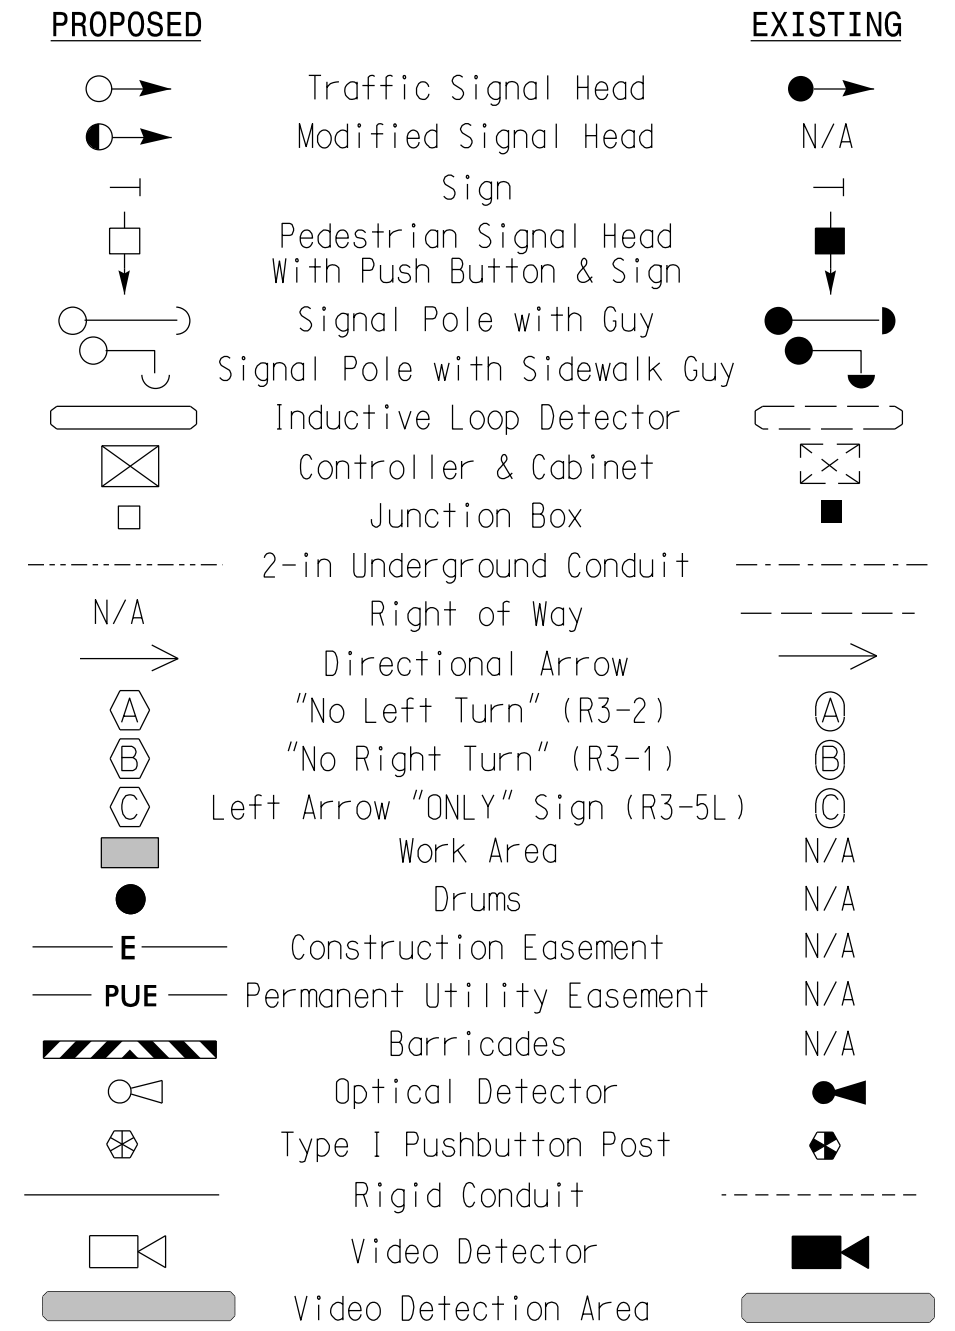 PROPOSED EXISTING
Traffic Signal Head
Modified Signal Head N/A
Sign
Pedestrian Signal Head
With Push Button & Sign
Signal Pole with Guy
Signal Pole with Sidewalk Guy
Inductive Loop Detector
Controller & Cabinet
Junction Box
2-in Underground Conduit
N/A Right of Way
Directional Arrow
A "No Left Turn" (R3-2) A
B "No Right Turn" (R3-1) B
C Left Arrow "ONLY" Sign (R3-5L) C
Work Area N/A
Drums N/A
E Construction Easement N/A
PUE Permanent Utility Easement N/A
Barricades N/A
Optical Detector
Type I Pushbutton Post
Rigid Conduit
Video Detector
Video Detection Area